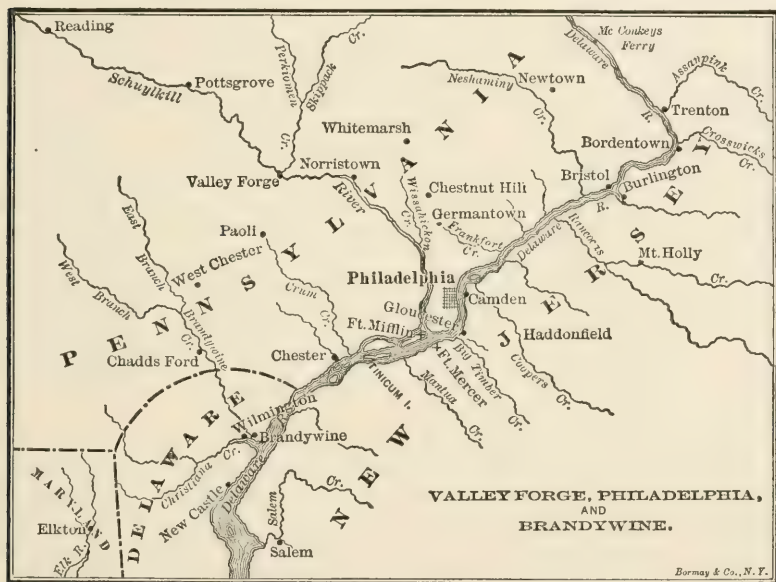 Reading
Mc Conkeys
Ferry
Delaware
R.
Assanpink
Cr.
Perkiomen
Cr.
Skippack
Cr.
Schuylkill
Pottsgrove
Neshaminy
Cr.
Newtown
Trenton
Whitemarsh
Bordentown
Crosswicks
Cr.
Valley Forge
Norristown
River
Wissahickon
Cr.
Chestnut Hill
Bristol
Burlington
R.
Germantown
Frankfort
Cr.
Delaware
Rancocis
Mt. Holly
Cr.
East
Branch
Paoli
West Chester
West
Branch
Brandywine
Cr.
Crum
Cr.
Philadelphia
Camden
Gloucester
Ft. Mifflin
Haddonfield
Coopers
Cr.
Chadds Ford
Chester
TINICUM I.
Ft. Mercer
Big Timber
Cr.
Mantua
Cr.
PENNSYLVANIA
NEW JERSEY
DELAWARE
MARYLAND
Wilmington
Brandywine
Christiana
Cr.
New Castle
Delaware
Salem
Cr.
Salem
Elkton
Elk R.
VALLEY FORGE, PHILADELPHIA,
AND
BRANDYWINE.
Bormay & Co., N.Y.